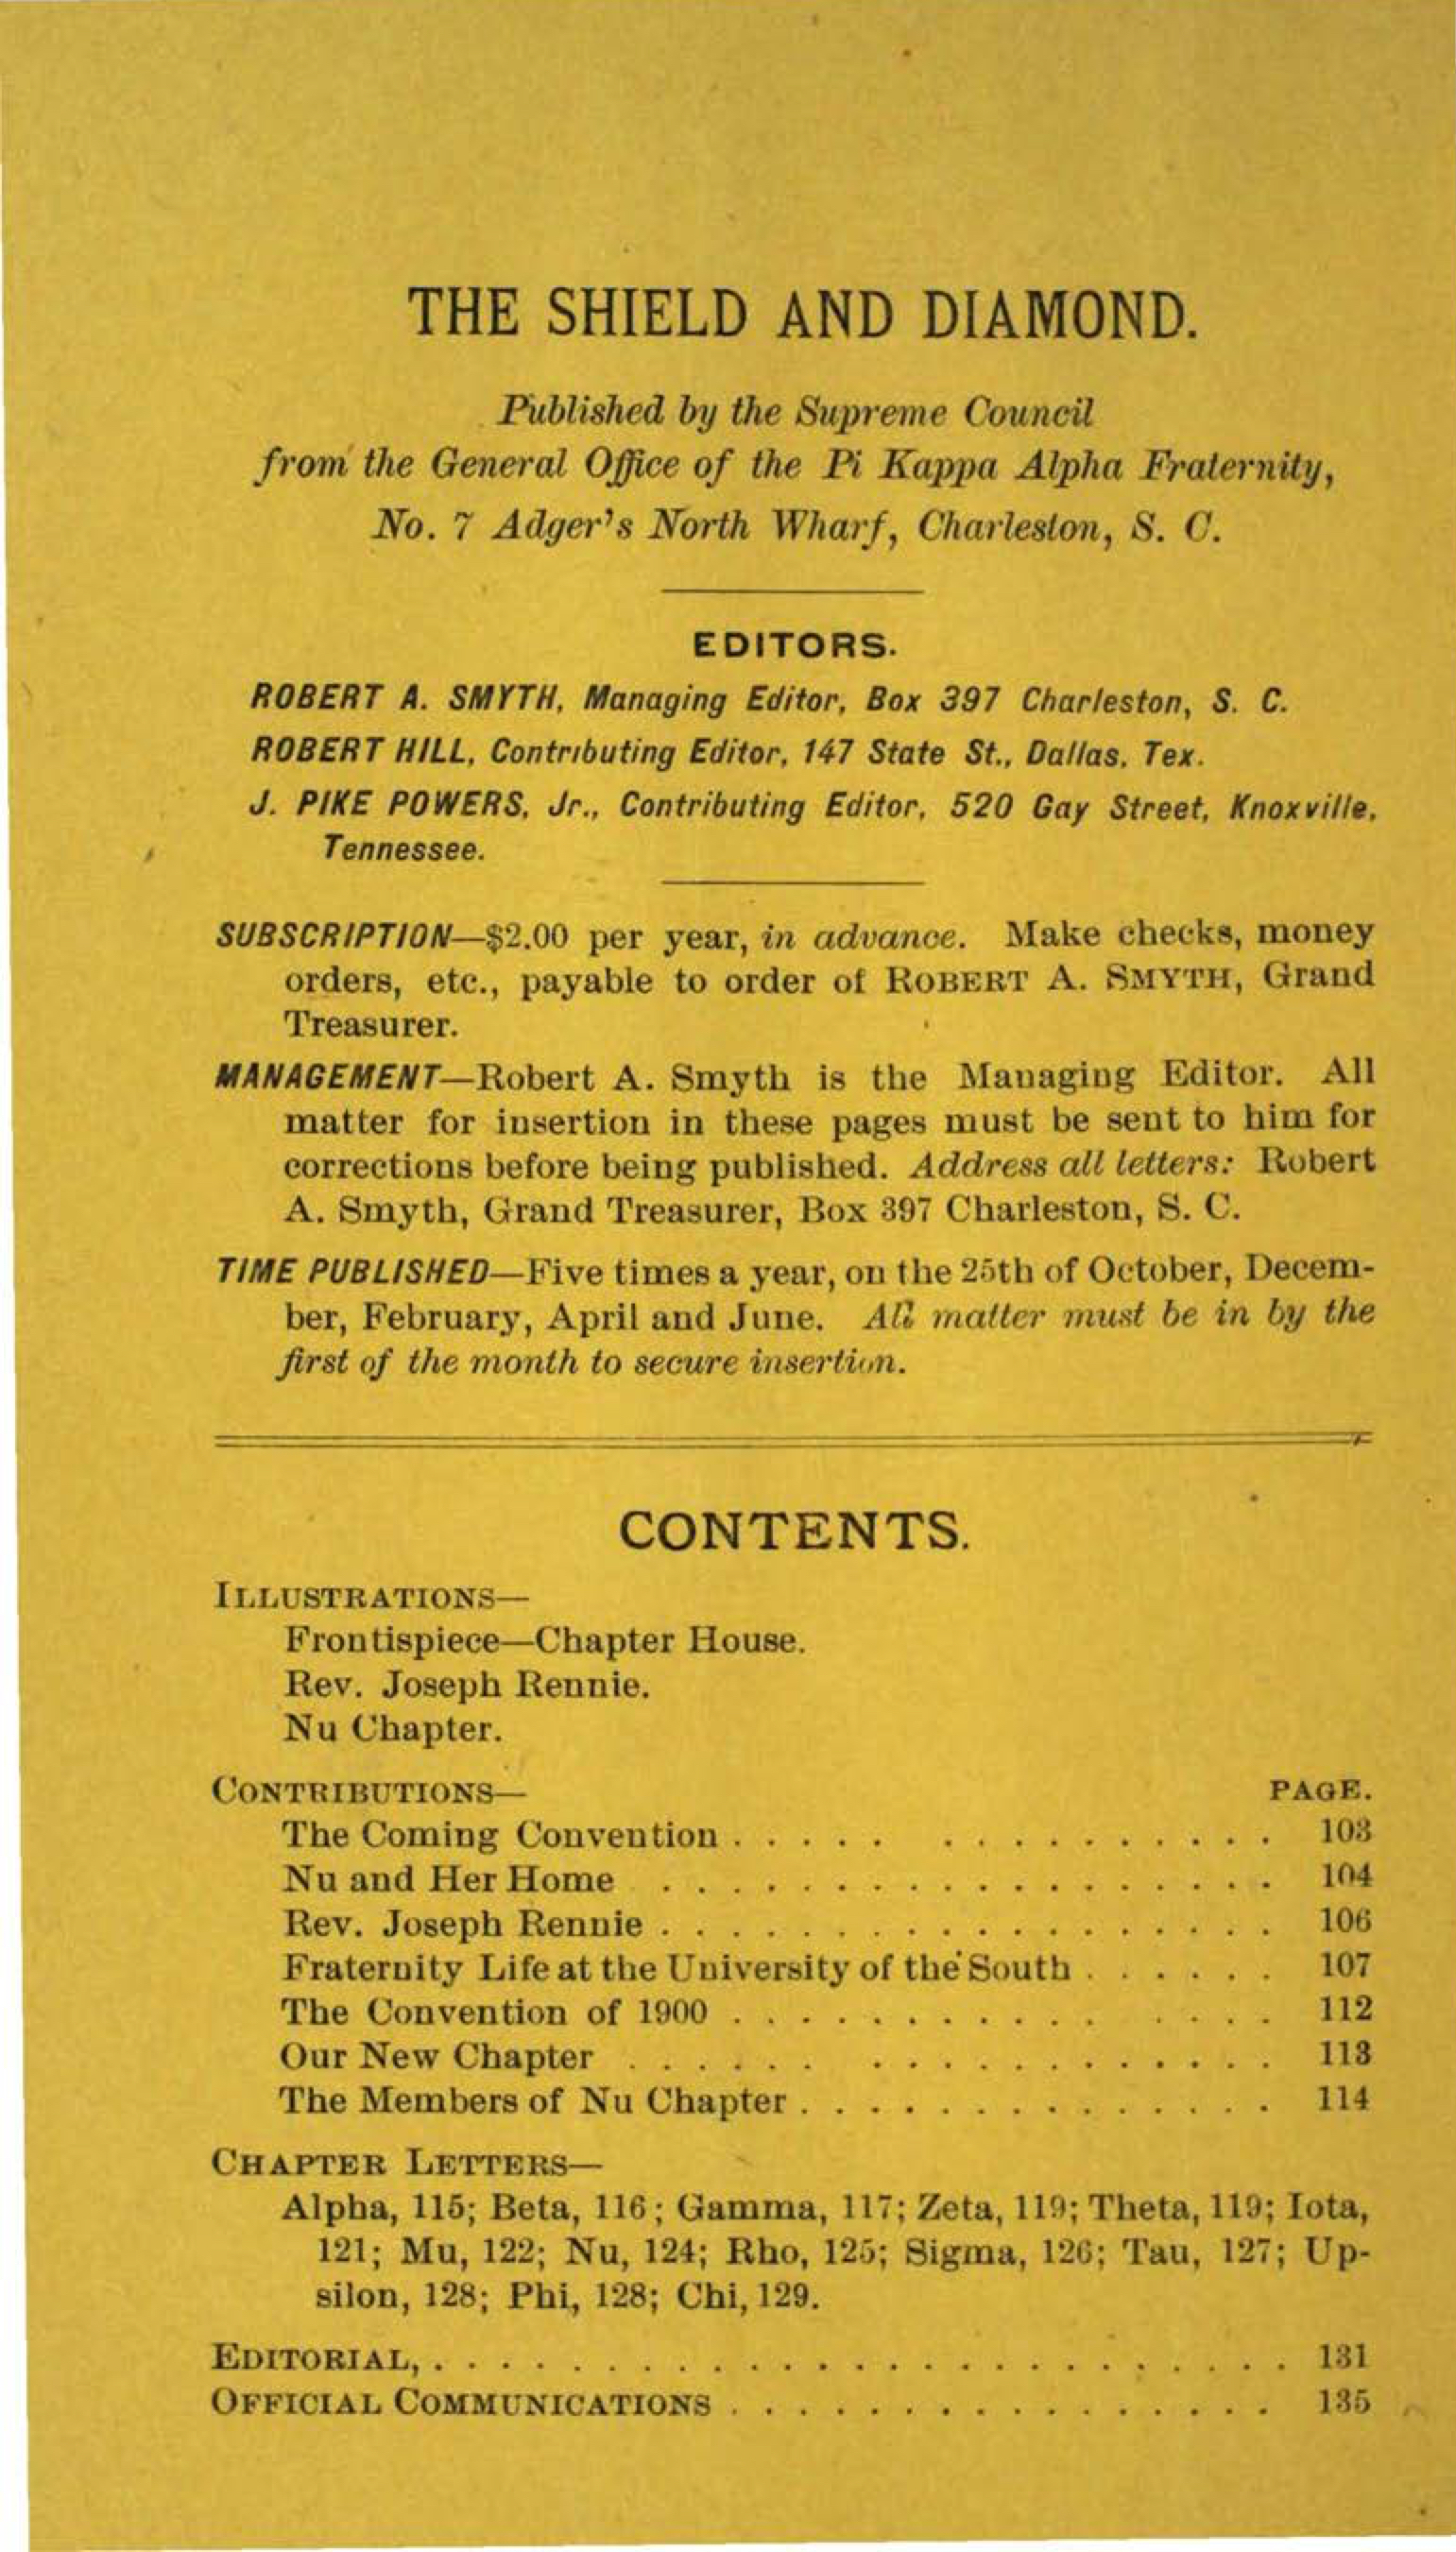 THE SHIELD AND DIAMOND.
Published by the Supreme Council
from the General Office of the Pi Kappa Alpha Fraternity,
No. 7 Adger's North Wharf, Charleston, S. C.
EDITORS.
ROBERT A. SMYTH, Managing Editor, Box 397 Charleston, S. C.
ROBERT HILL, Contributing Editor, 147 State St., Dallas, Tex.
J. PIKE POWERS, Jr., Contributing Editor, 520 Gay Street, Knoxville,
Tennessee.
SUBSCRIPTION—$2.00 per year, in advance. Make checks, money
orders, etc., payable to order of ROBERT A. SMYTH, Grand
Treasurer.
MANAGEMENT—Robert A. Smyth is the Managing Editor. All
matter for insertion in these pages must be sent to him for
corrections before being published. Address all letters: Robert
A. Smyth, Grand Treasurer, Box 397 Charleston, S. C.
TIME PUBLISHED—Five times a year, on the 25th of October, Decem-
ber, February, April and June. All matter must be in by the
first of the month to secure insertion.
CONTENTS.
ILLUSTRATIONS—
Frontispiece—Chapter House.
Rev. Joseph Rennie.
Nu Chapter.
CONTRIBUTIONS— PAGE.
The Coming Convention . . . . . . . . . . . . . . . 103
Nu and Her Home . . . . . . . . . . . . . . . . . . 104
Rev. Joseph Rennie . . . . . . . . . . . . . . . . . . 106
Fraternity Life at the University of the South . . . . . . 107
The Convention of 1900 . . . . . . . . . . . . . . . 112
Our New Chapter . . . . . . . . . . . . . . . . . . 113
The Members of Nu Chapter . . . . . . . . . . . . . . 114
CHAPTER LETTERS—
Alpha, 115; Beta, 116; Gamma, 117; Zeta, 119; Theta, 119; Iota,
121; Mu, 122; Nu, 124; Rho, 125; Sigma, 126; Tau, 127; Up-
silon, 128; Phi, 128; Chi, 129.
EDITORIAL, . . . . . . . . . . . . . . . . . . . . . . . . . 131
OFFICIAL COMMUNICATIONS . . . . . . . . . . . . . . . . 135